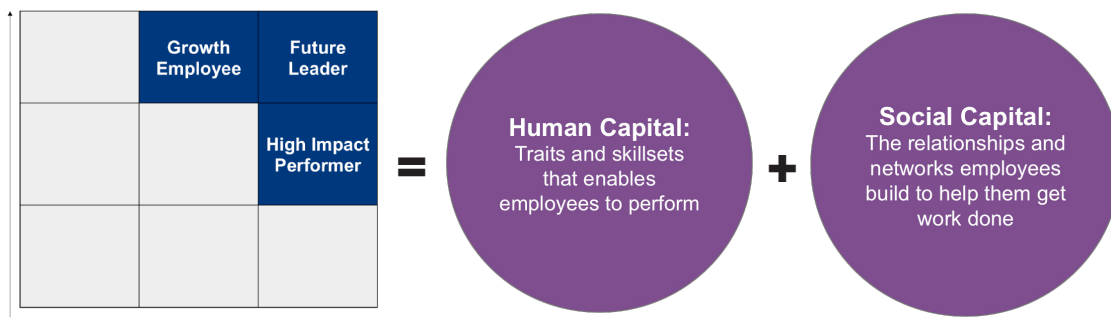 Growth
Employee
Future
Leader
High Impact
Performer
=
Human Capital:
Traits and skillsets
that enables
employees to perform
+
Social Capital:
The relationships and
networks employees
build to help them get
work done